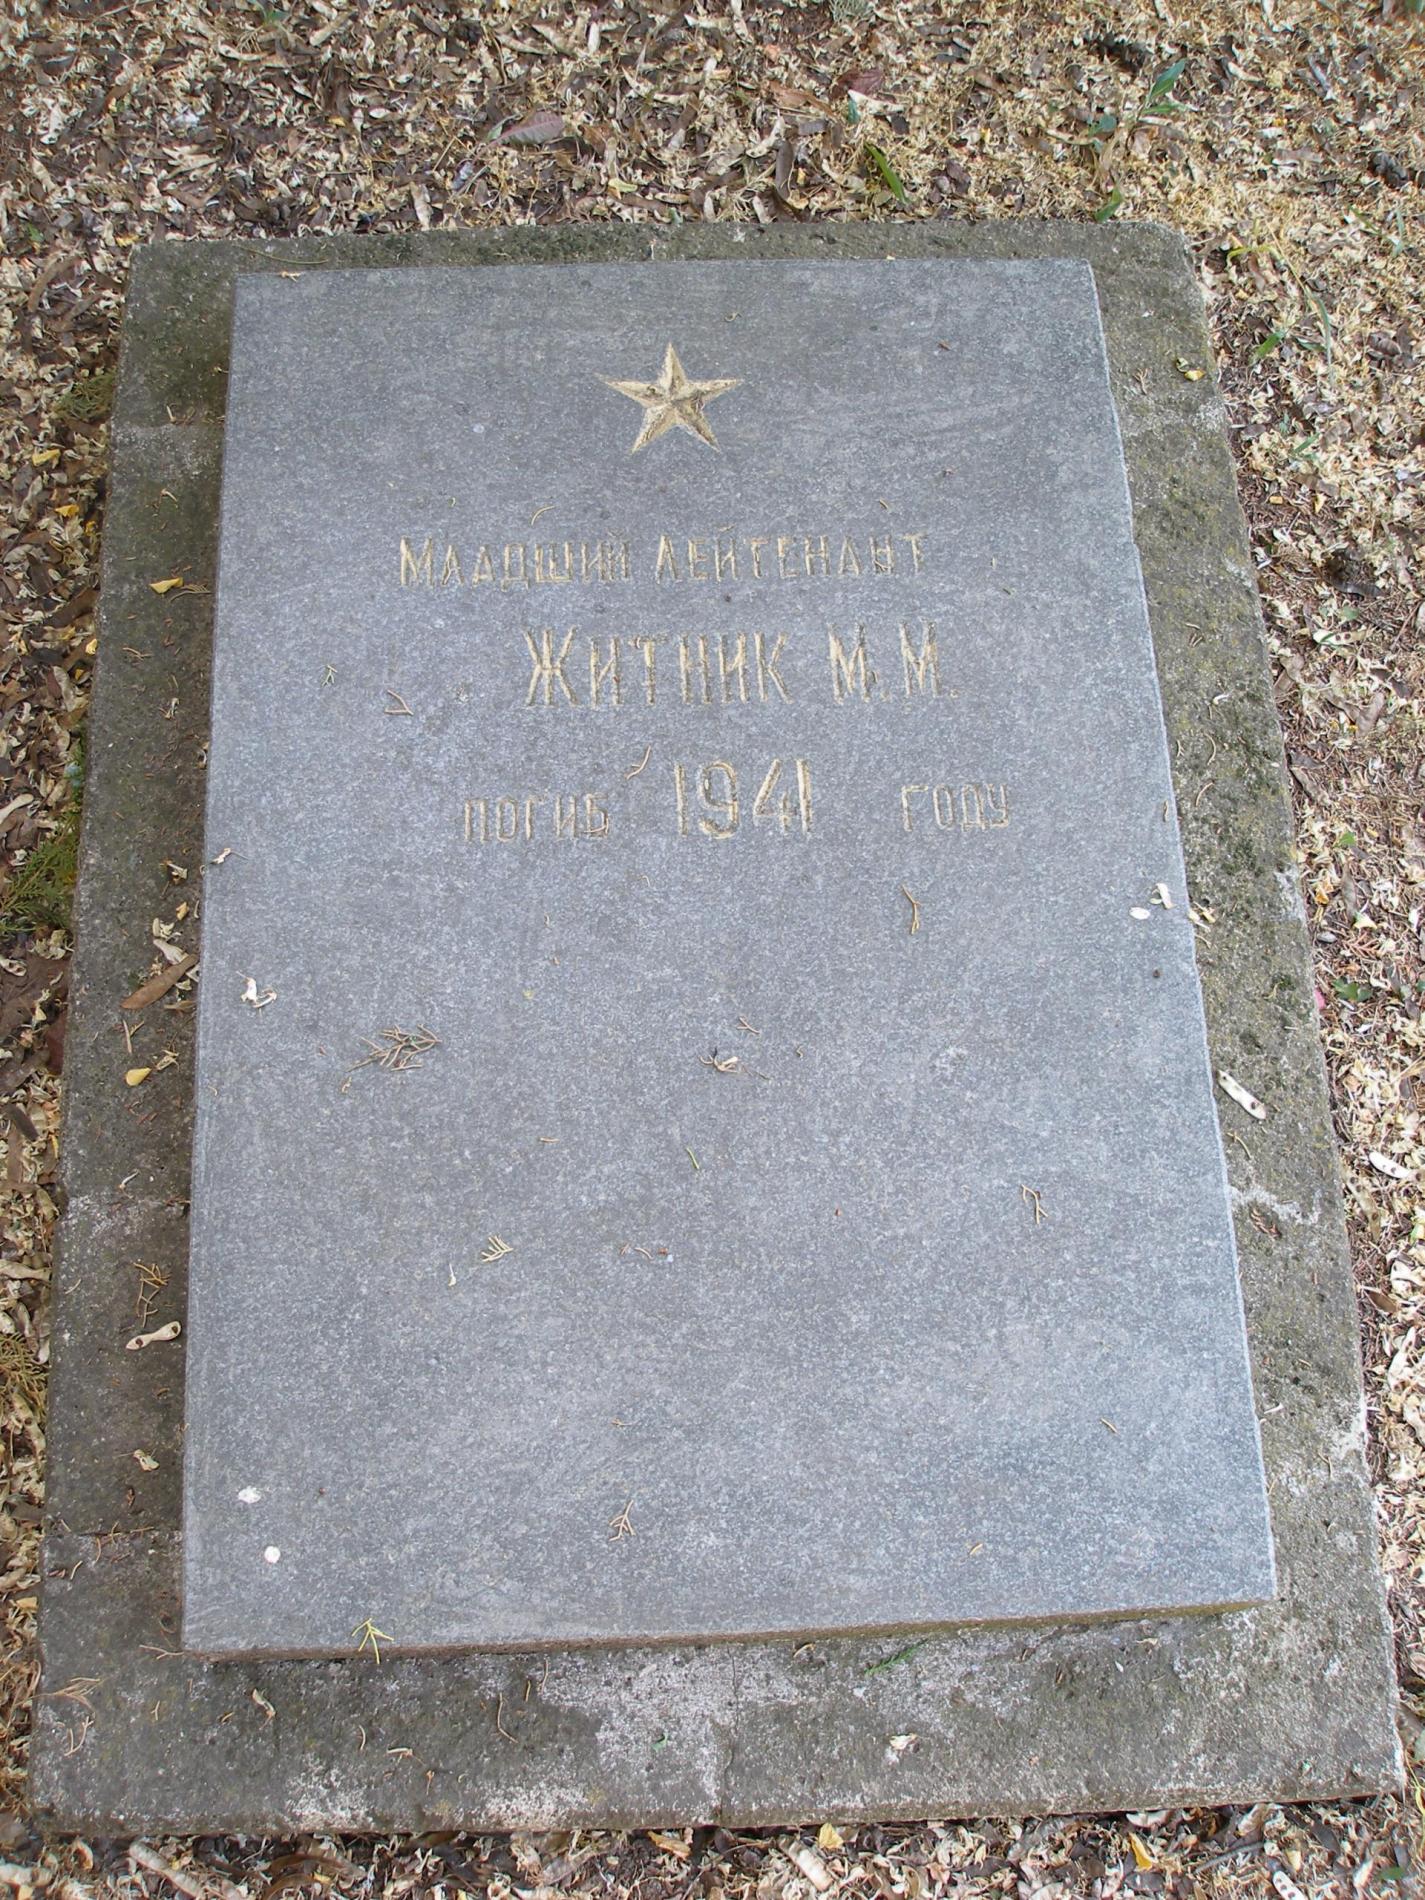 Младший лейтенант
Житник М.М.
погиб 1941 году